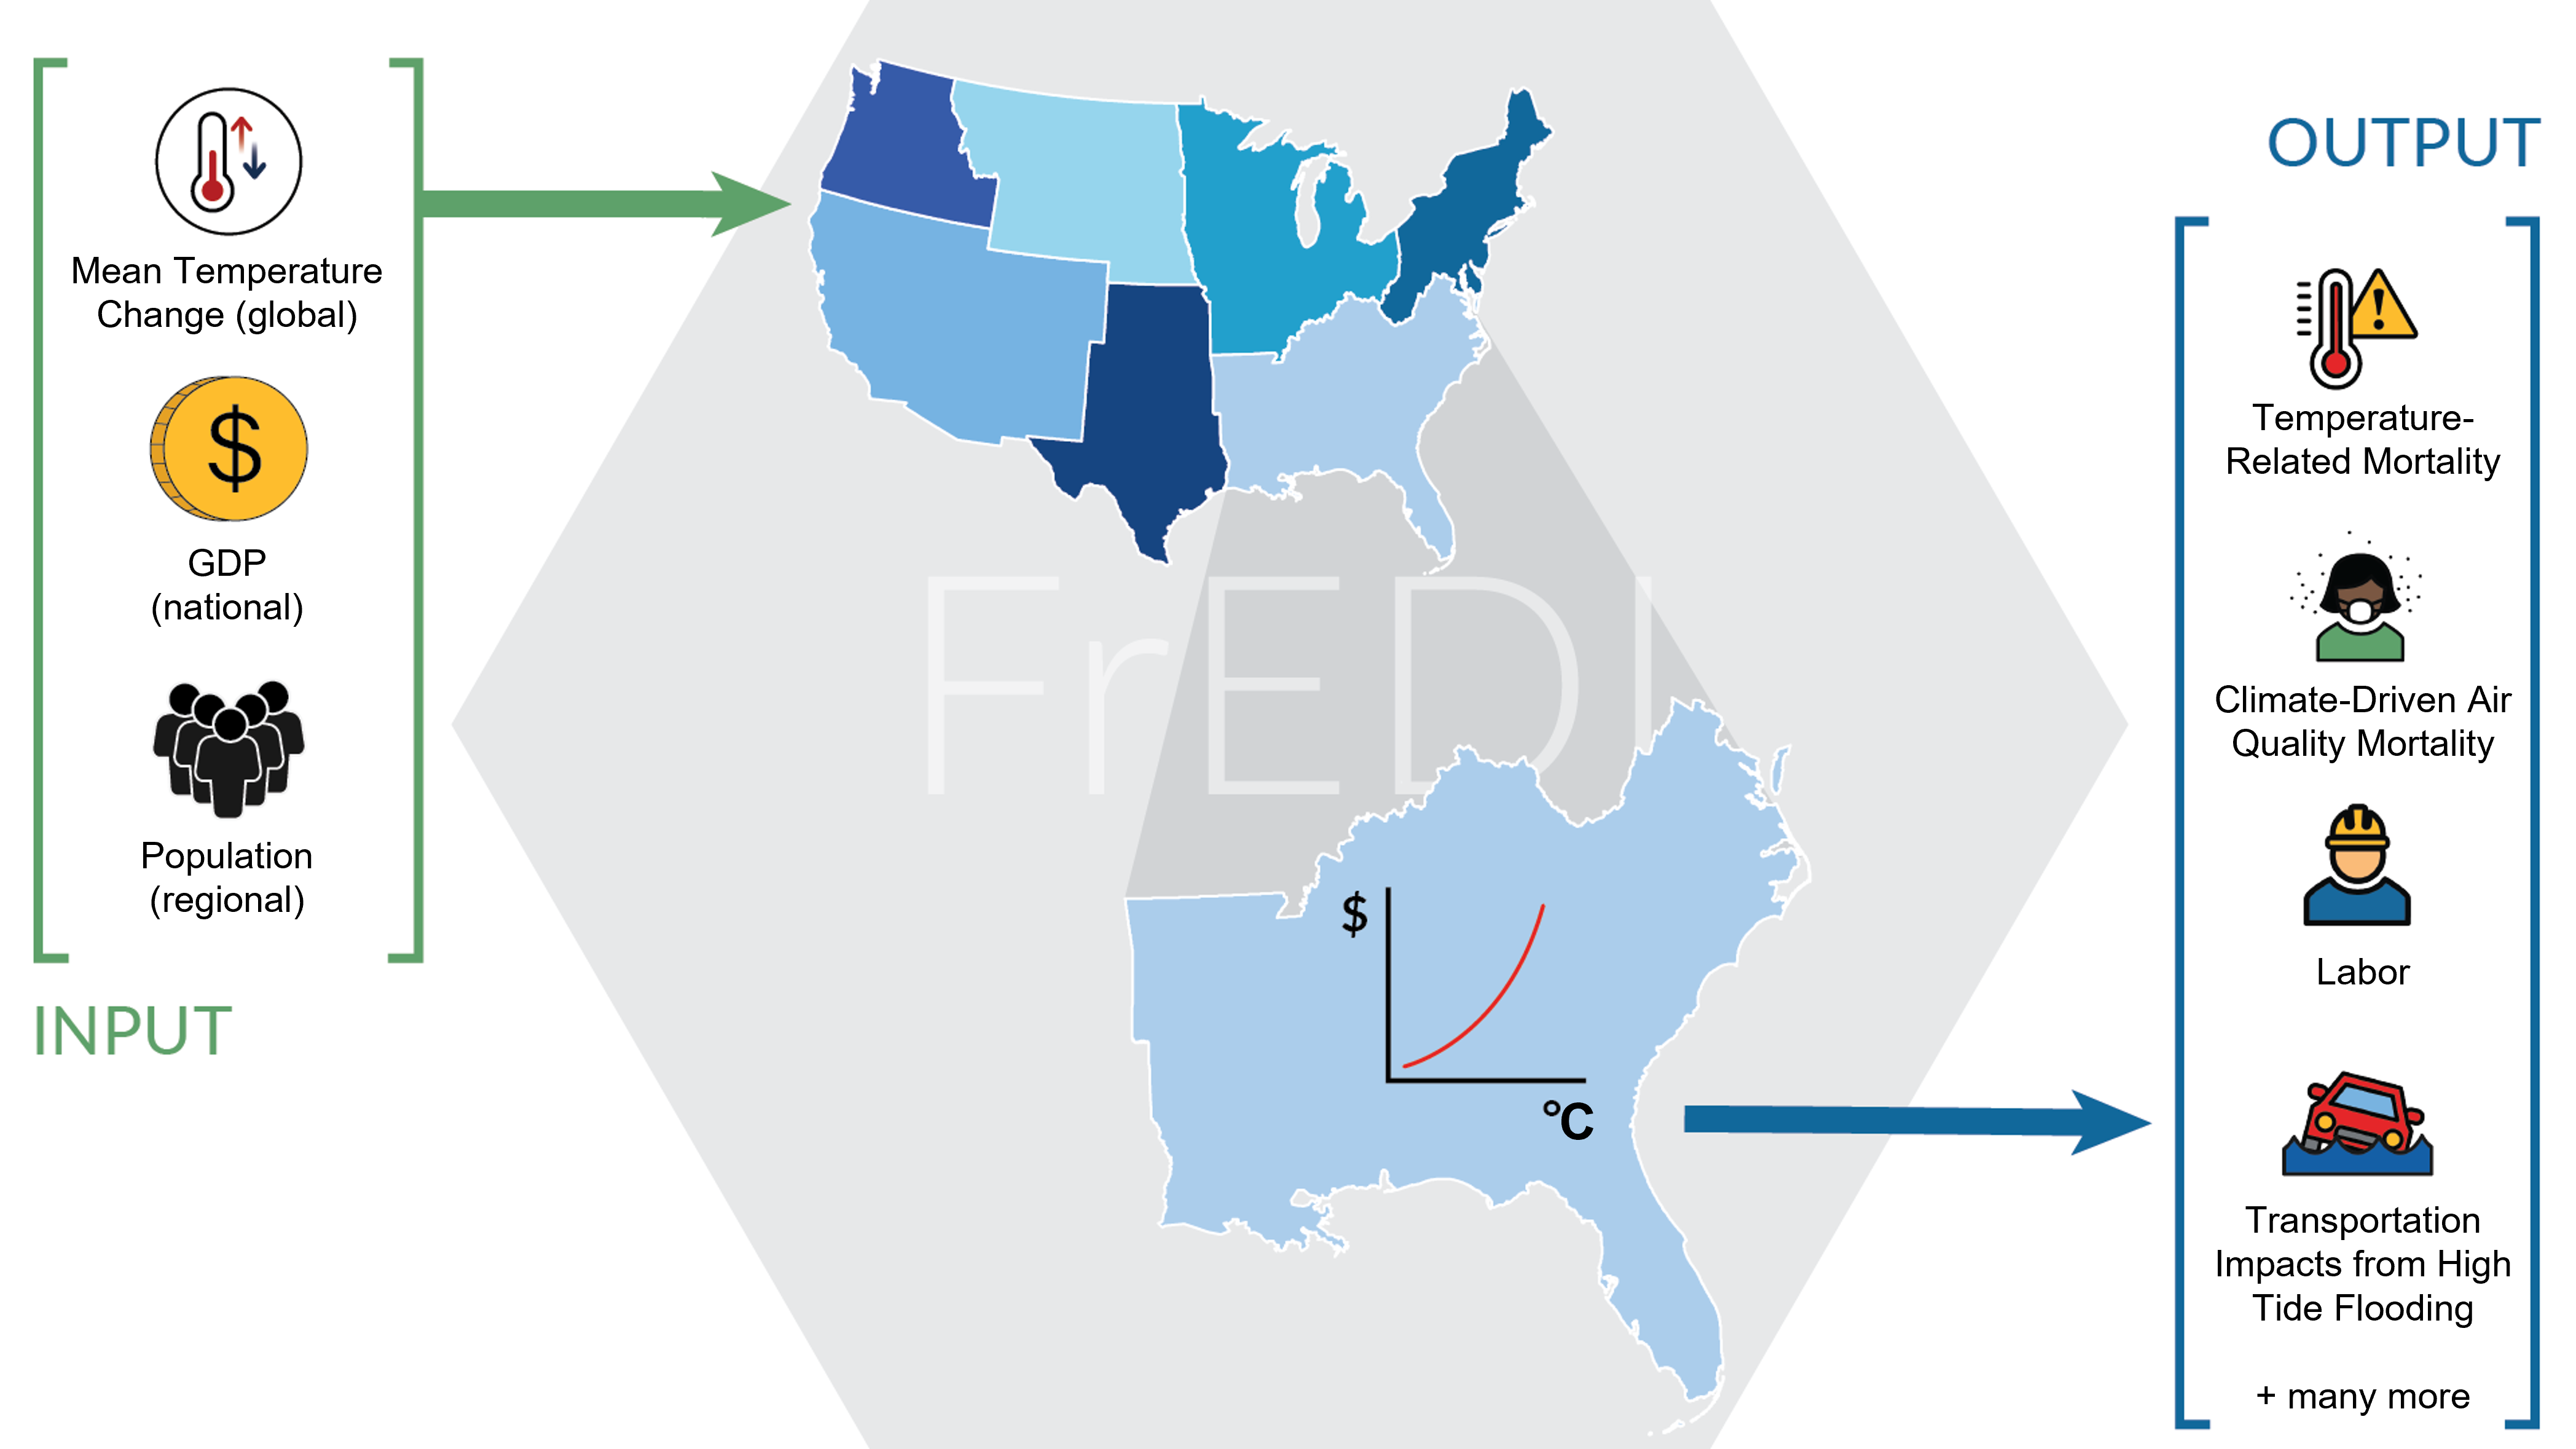 Mean Temperature
Change (global)
$
GDP
(national)
Population
(regional)
INPUT
FrEDI
$
°C
OUTPUT
!
Temperature-
Related Mortality
Climate-Driven Air
Quality Mortality
Labor
Transportation
Impacts from High
Tide Flooding
+ many more